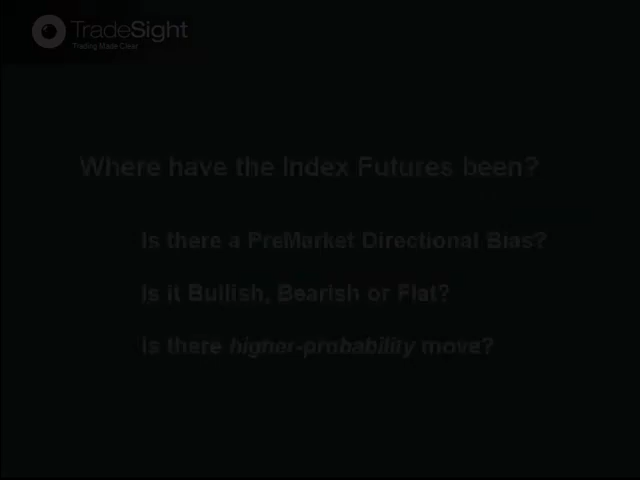 TradeSight
Trading Made Clear
Where have the Index Futures been?
Is there a PreMarket Directional Bias?
Is it Bullish, Bearish or Flat?
Is there higher-probability move?